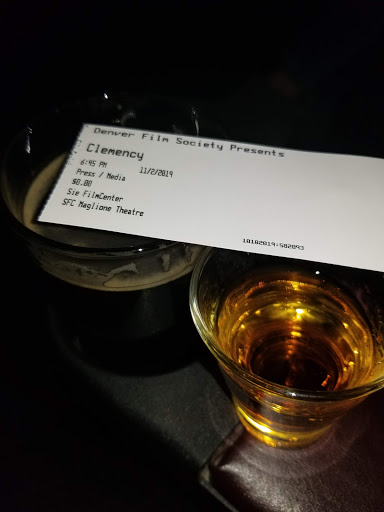 Denver Film Society Presents
Clemency
6:45 PM 11/2/2019
Press / Media
$0.00
Sie FilmCenter
SFC Maglione Theatre
10102019:502093